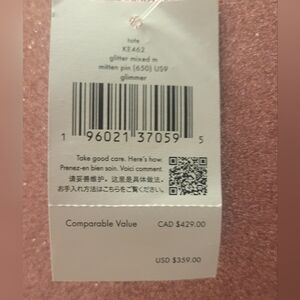 tote
KE462
glitter mixed m
mitten pin (650) US9
glimmer
1 96021 37059 5
Take good care. Here's how.
Prenez-en bien soin. Voici comment.
请妥善维护。这里是具体做法。
お手入れ方法はこちらをご覧ください。
Comparable Value CAD $429.00
USD $359.00